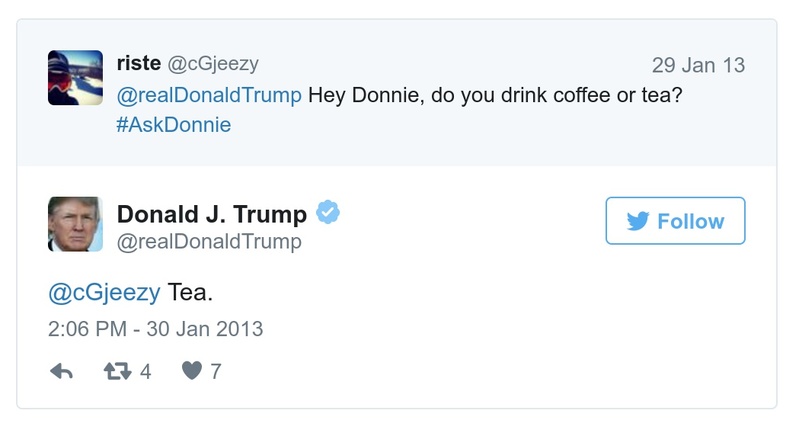 riste @cGjeezy 29 Jan 13
@realDonaldTrump Hey Donnie, do you drink coffee or tea?
#AskDonnie
Donald J. Trump
@realDonaldTrump
Follow
@cGjeezy Tea.
2:06 PM - 30 Jan 2013
4 7